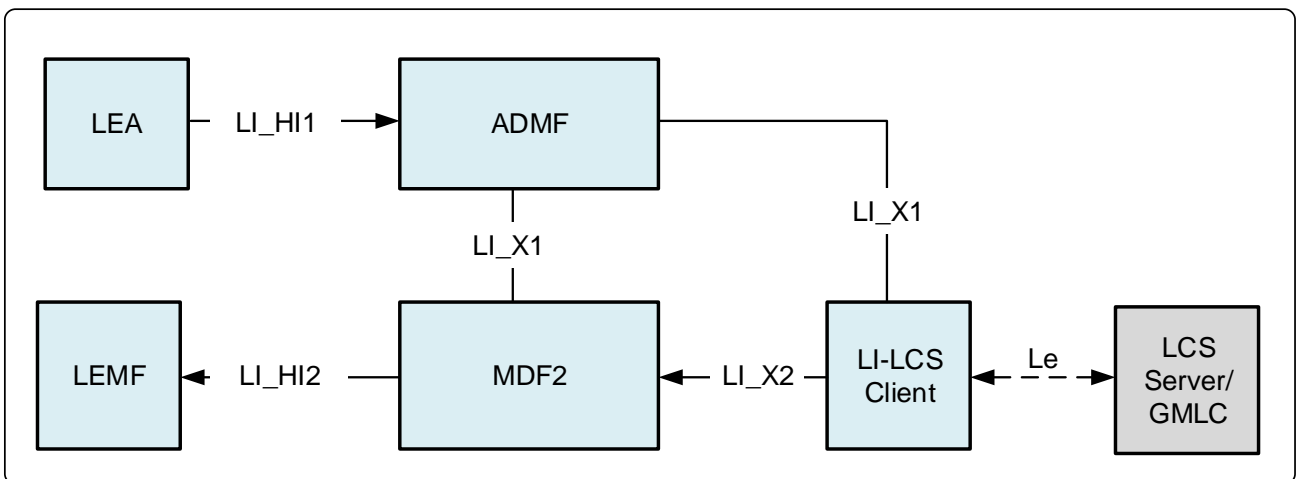 LEA
LI_HI1
ADMF
LI_X1
LI_X1
LEMF
LI_HI2
MDF2
LI_X2
LI-LCS
Client
Le
LCS
Server/
GMLC